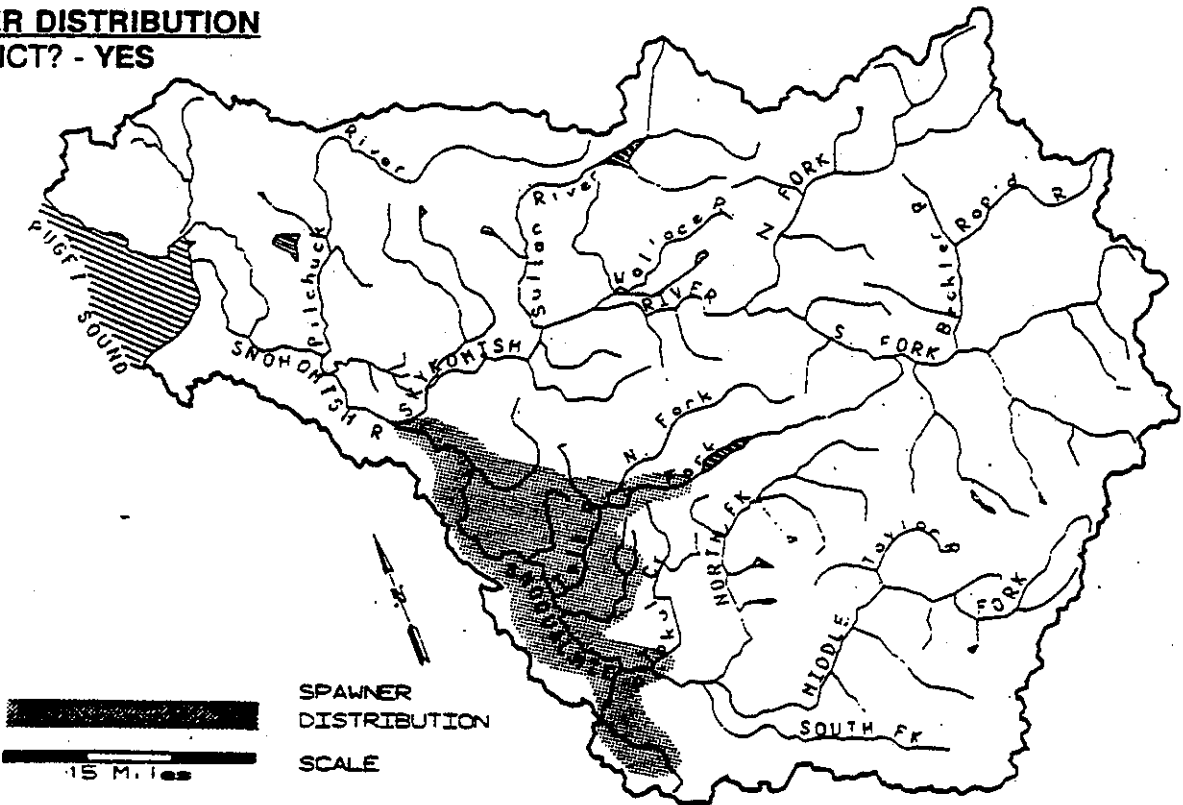 ER DISTRIBUTION
ICT? - YES
PUGET
SOUND
River
Pilchuck
River
Sultan
Wallace R
N FORK
Rapid R
Beckler R
RIVER
S FORK
SNOHOMISH R
SKYKOMISH
N. Fork
Fork
NORTH FK
Taylor R
FORK
MIDDLE
SOUTH FK
N.
SPAWNER
DISTRIBUTION
15 Miles
SCALE